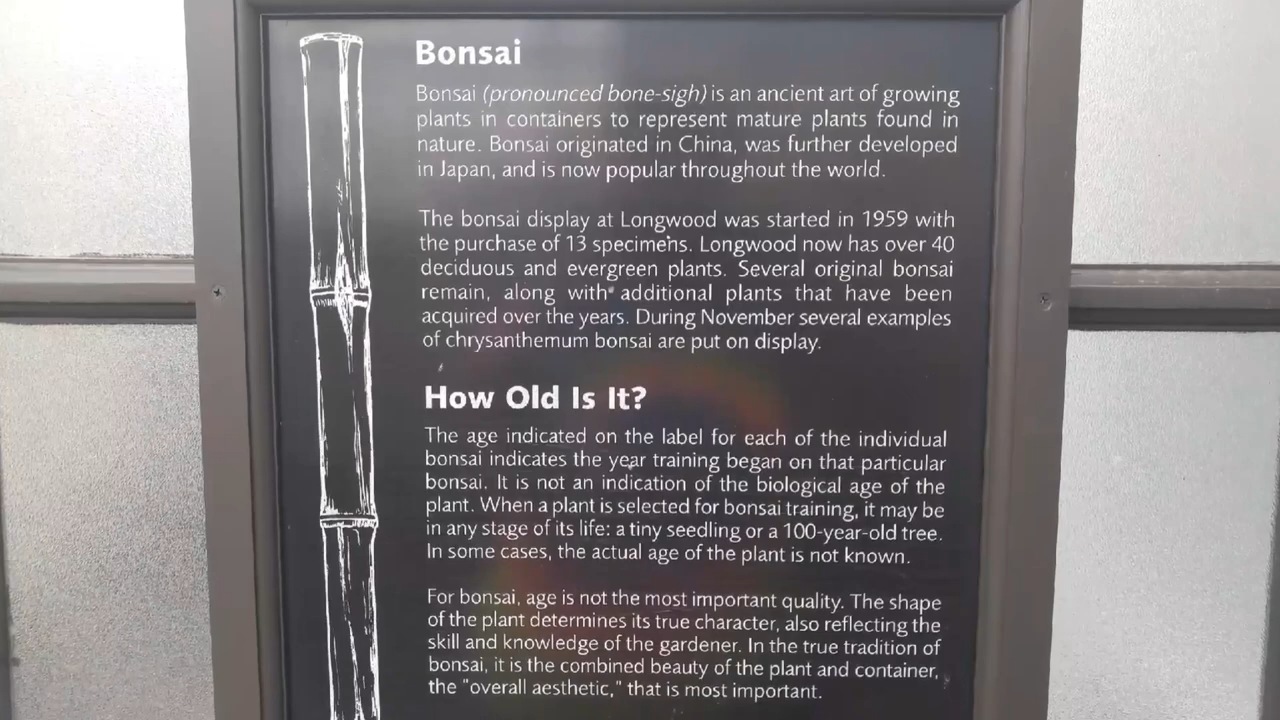 Bonsai
Bonsai (pronounced bone-sigh) is an ancient art of growing
plants in containers to represent mature plants found in
nature. Bonsai originated in China, was further developed
in Japan, and is now popular throughout the world.
The bonsai display at Longwood was started in 1959 with
the purchase of 13 specimens. Longwood now has over 40
deciduous and evergreen plants. Several original bonsai
remain, along with additional plants that have been
acquired over the years. During November several examples
of chrysanthemum bonsai are put on display.
How Old Is It?
The age indicated on the label for each of the individual
bonsai indicates the year training began on that particular
bonsai. It is not an indication of the biological age of the
plant. When a plant is selected for bonsai training, it may be
in any stage of its life: a tiny seedling or a 100-year-old tree.
In some cases, the actual age of the plant is not known.
For bonsai, age is not the most important quality. The shape
of the plant determines its true character, also reflecting the
skill and knowledge of the gardener. In the true tradition of
bonsai, it is the combined beauty of the plant and container,
the "overall aesthetic," that is most important.